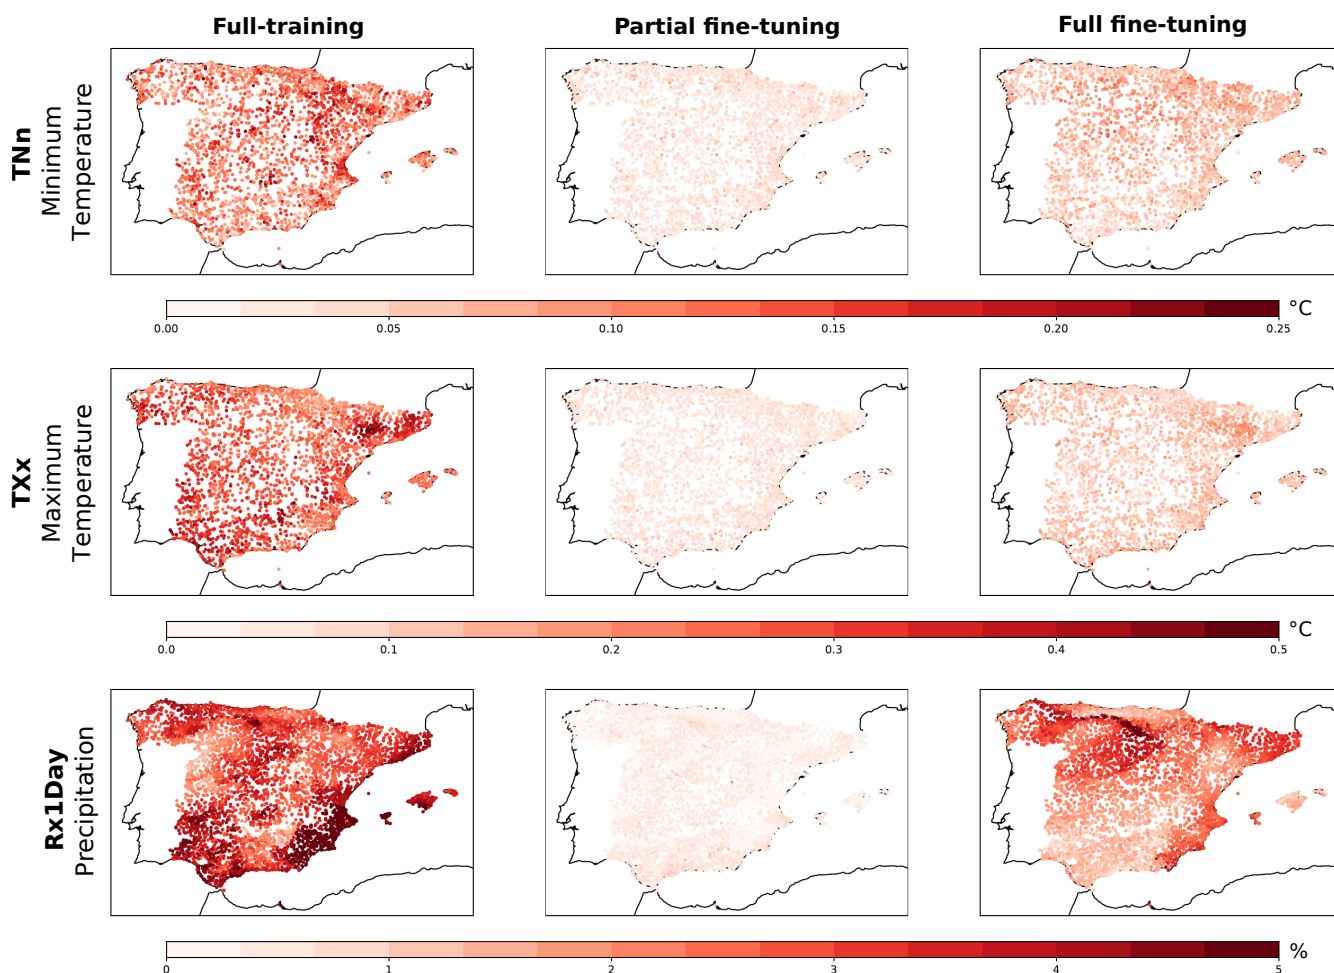 Full-training
Partial fine-tuning
Full fine-tuning
TNn
Minimum
Temperature
0.00
0.05
0.10
0.15
0.20
0.25
°C
TXx
Maximum
Temperature
0.0
0.1
0.2
0.3
0.4
0.5
°C
Rx1Day
Precipitation
0
1
2
3
4
5
%